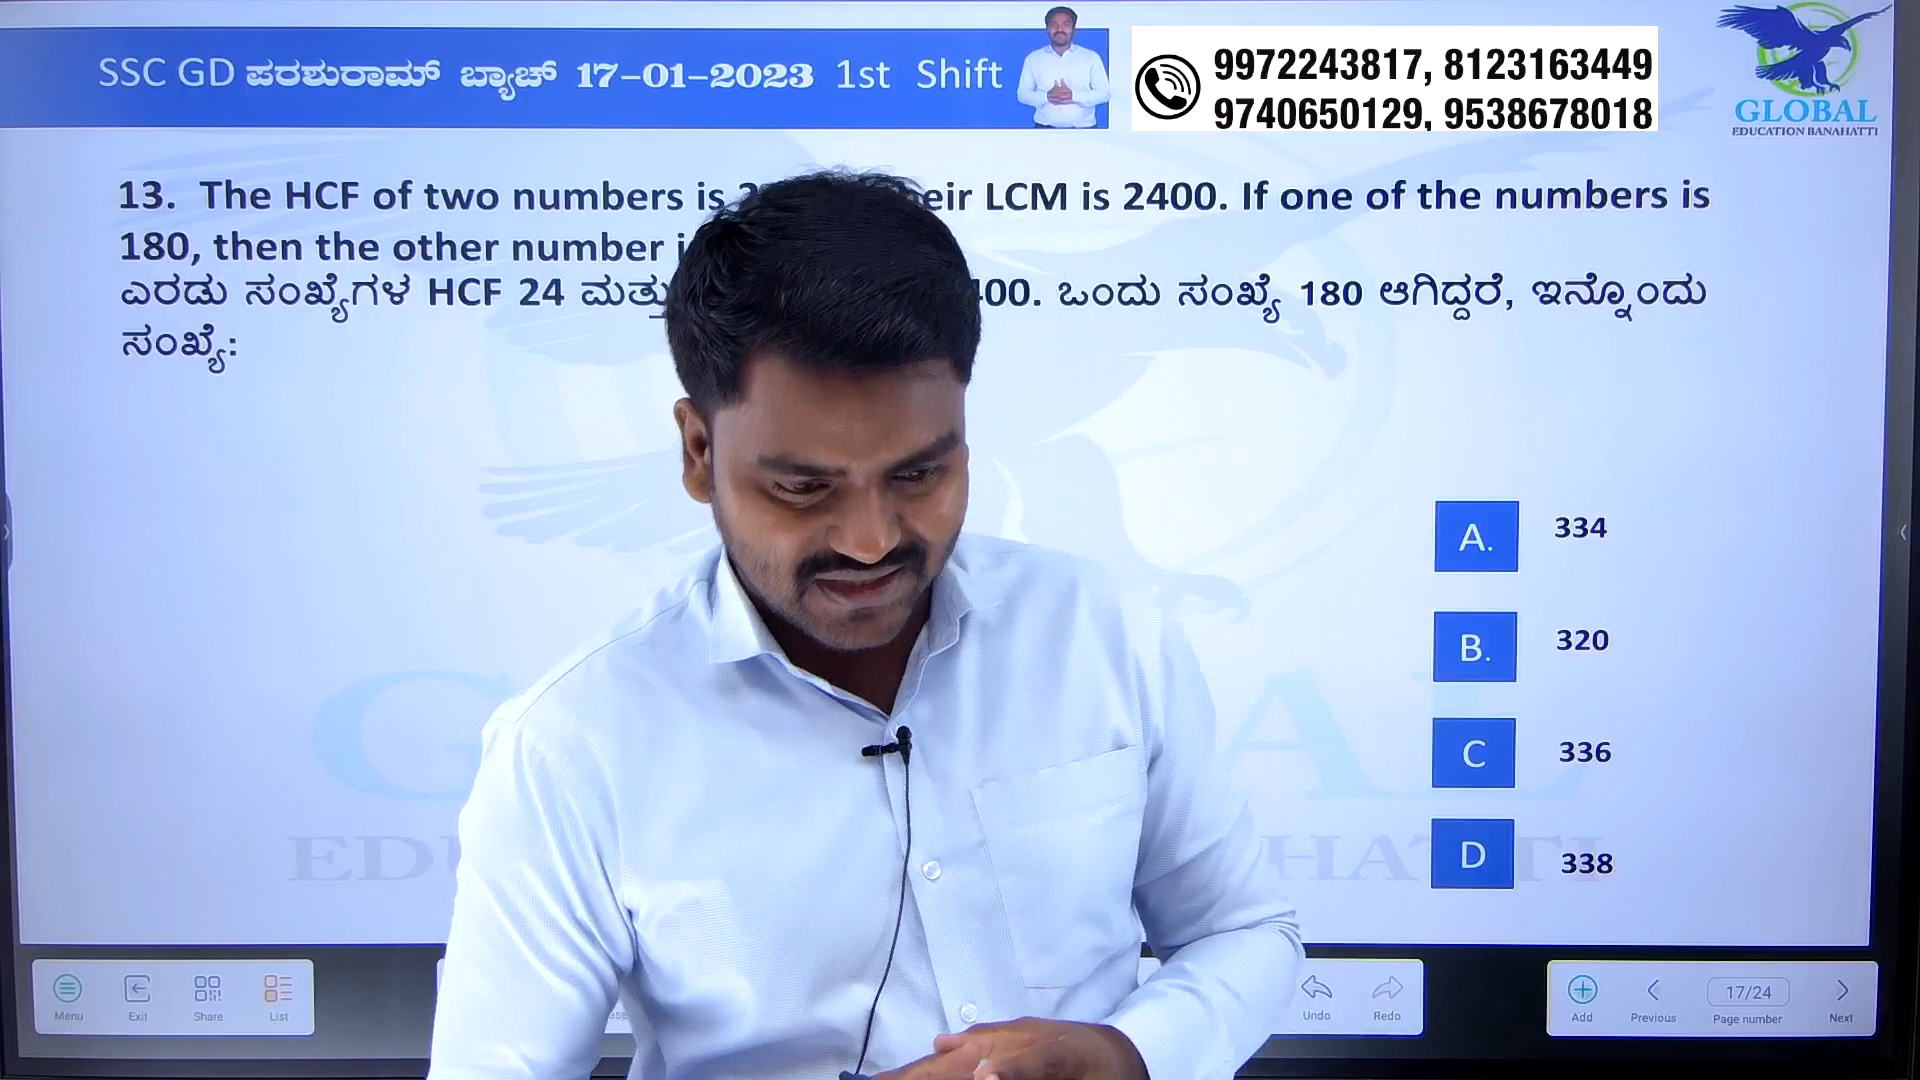 SSC GD ಪರಶುರಾಮ್ ಬ್ಯಾಚ್ 17-01-2023 1st Shift
9972243817, 8123163449
9740650129, 9538678018
GLOBAL
EDUCATION BANAHATTI
13. The HCF of two numbers is LCM is 2400. If one of the numbers is
180, then the other number
ಎರಡು ಸಂಖ್ಯೆಗಳ HCF 24 ಮತ್ತು 400. ಒಂದು ಸಂಖ್ಯೆ 180 ಆಗಿದ್ದರೆ, ಇನ್ನೊಂದು
ಸಂಖ್ಯೆ:
A. 334
B. 320
C 336
D 338
Menu Exit Share List Undo Redo Add Previous 17/24 Page number Next